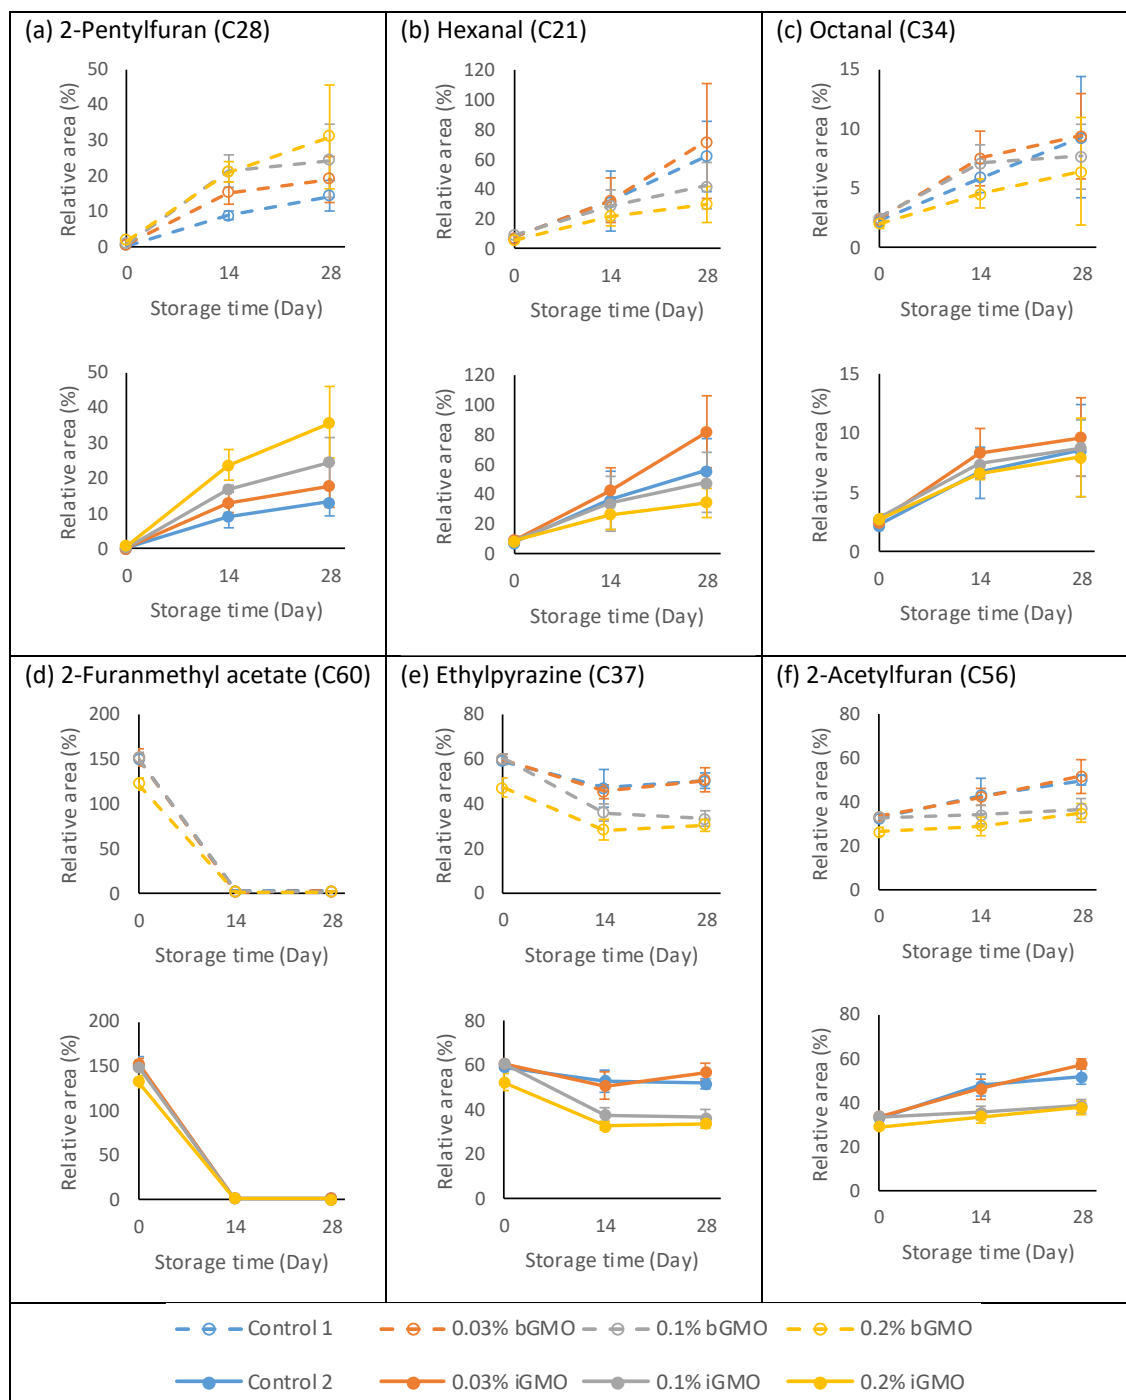 (a) 2-Pentylfuran (C28)
50
40
30
20
10
0
Relative area (%)
0 14 28
Storage time (Day)
50
40
30
20
10
0
Relative area (%)
0 14 28
Storage time (Day)
(b) Hexanal (C21)
120
100
80
60
40
20
0
Relative area (%)
0 14 28
Storage time (Day)
120
100
80
60
40
20
0
Relative area (%)
0 14 28
Storage time (Day)
(c) Octanal (C34)
15
10
5
0
Relative area (%)
0 14 28
Storage time (Day)
15
10
5
0
Relative area (%)
0 14 28
Storage time (Day)
(d) 2-Furanmethyl acetate (C60)
200
150
100
50
0
Relative area (%)
0 14 28
Storage time (Day)
200
150
100
50
0
Relative area (%)
0 14 28
Storage time (Day)
(e) Ethylpyrazine (C37)
80
60
40
20
0
Relative area (%)
0 14 28
Storage time (Day)
80
60
40
20
0
Relative area (%)
0 14 28
Storage time (Day)
(f) 2-Acetylfuran (C56)
80
60
40
20
0
Relative area (%)
0 14 28
Storage time (Day)
80
60
40
20
0
Relative area (%)
0 14 28
Storage time (Day)
Control 1 0.03% bGMO 0.1% bGMO 0.2% bGMO
Control 2 0.03% iGMO 0.1% iGMO 0.2% iGMO